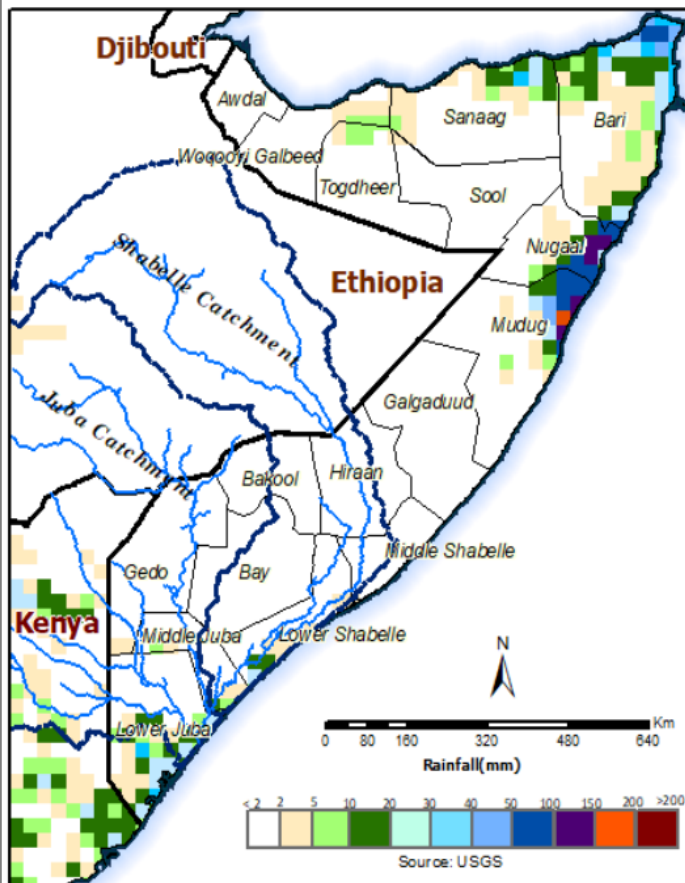 Djibouti
Awdal
Sanaag
Bari
Woqooyi Galbeed
Togdheer
Sool
Nugaal
Shabelle Catchment
Ethiopia
Mudug
Galgaduud
Juba Catchment
Bakool
Hiraan
Middle Shabelle
Gedo
Bay
Kenya
Middle Juba
Lower Shabelle
N
Lower Juba
Km
0 80 160 320 480 640
Rainfall(mm)
< 2 2 5 10 20 30 40 50 100 150 200 >200
Source: USGS